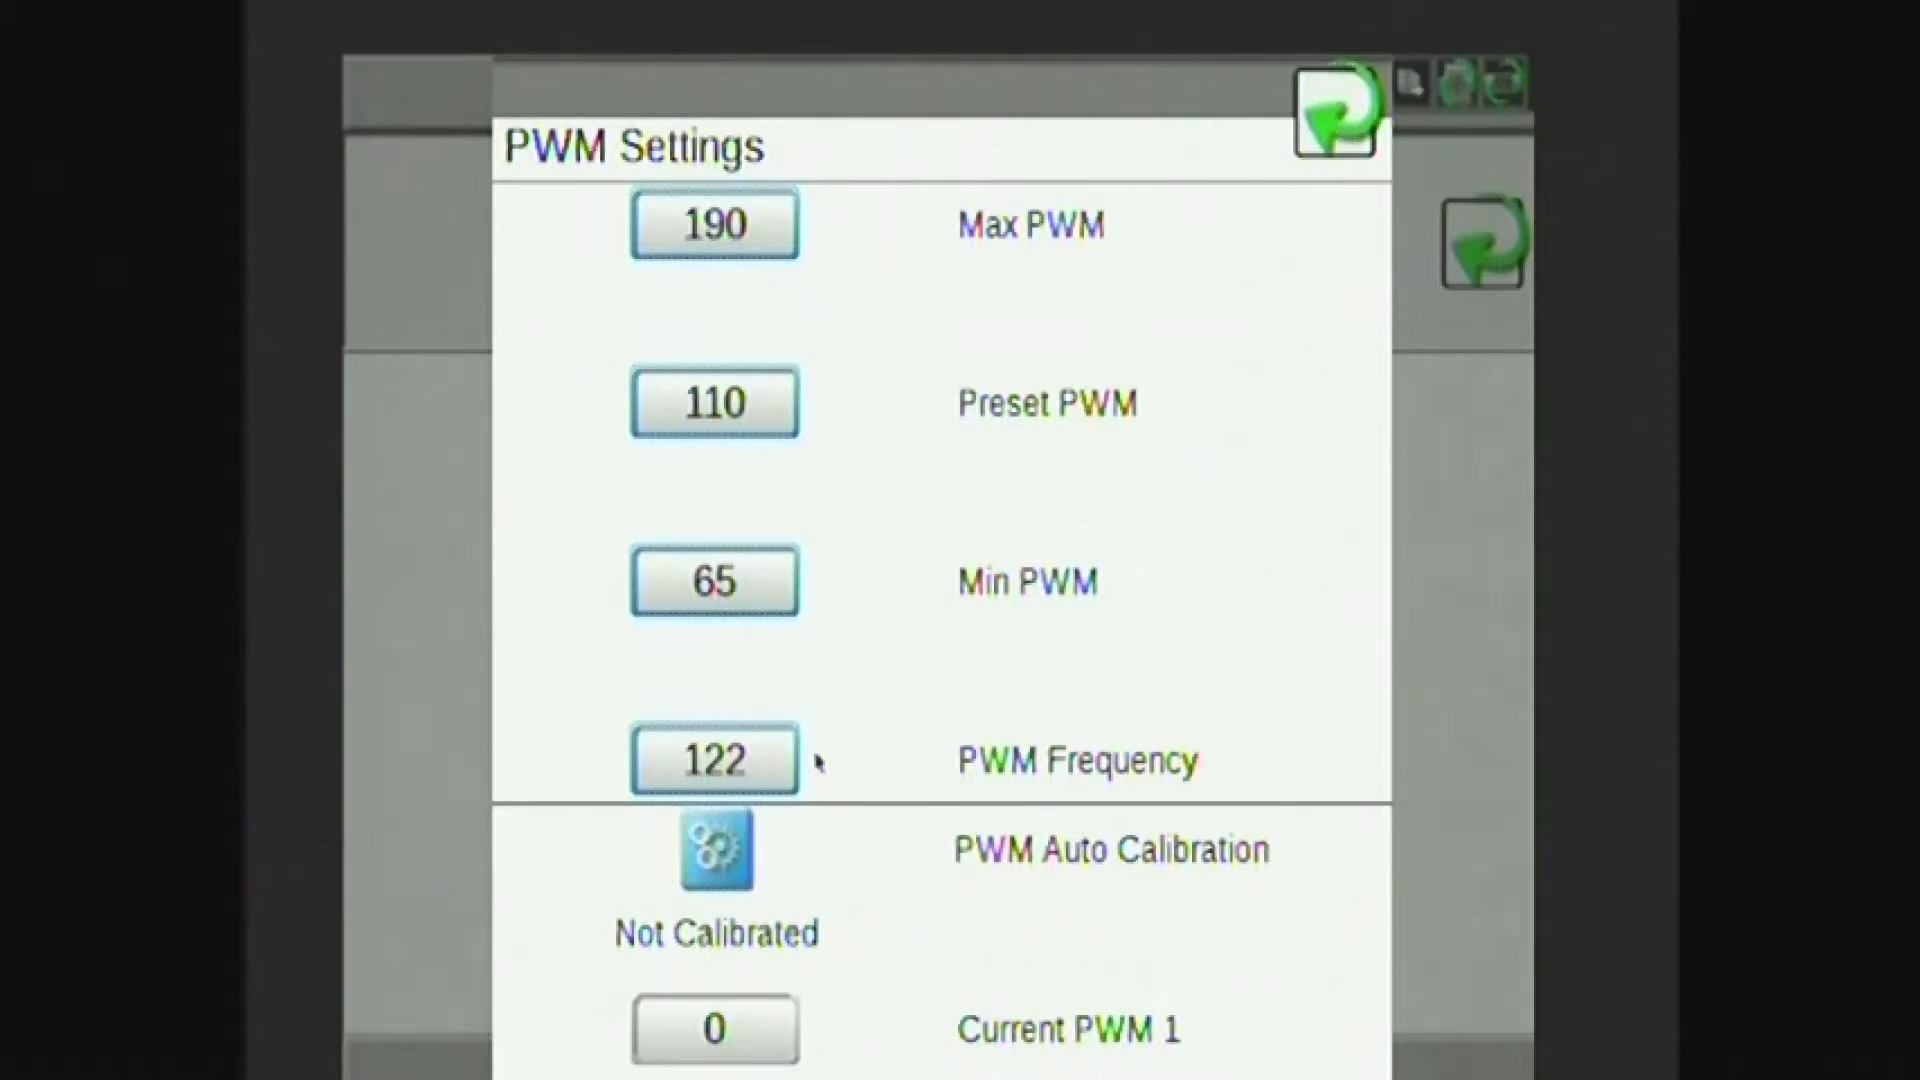 PWM Settings
190 Max PWM
110 Preset PWM
65 Min PWM
122 PWM Frequency
PWM Auto Calibration
Not Calibrated
0 Current PWM 1